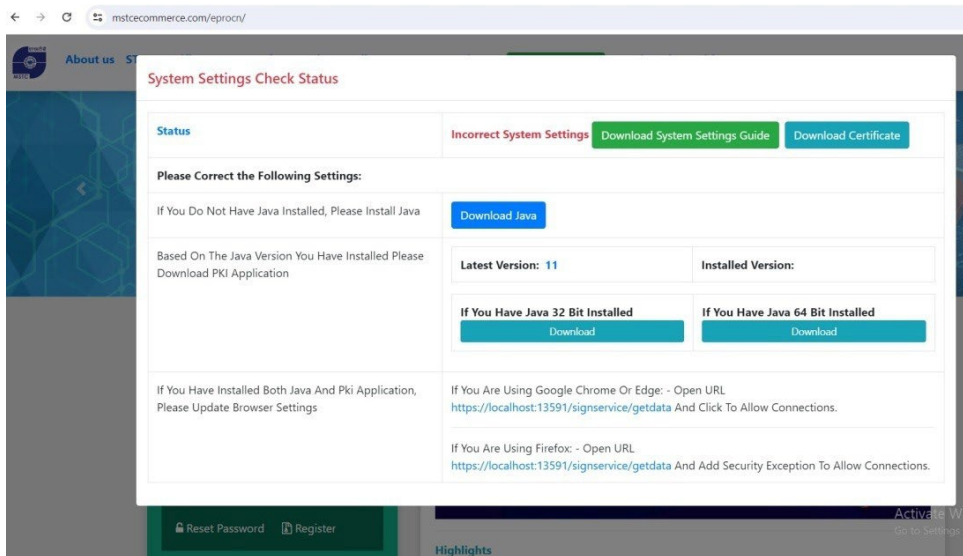 mstcecommerce.com/eprocn/
MSTC
About us
System Settings Check Status
Status
Incorrect System Settings Download System Settings Guide Download Certificate
Please Correct the Following Settings:
If You Do Not Have Java Installed, Please Install Java
Download Java
Based On The Java Version You Have Installed Please
Download PKI Application
Latest Version: 11
Installed Version:
If You Have Java 32 Bit Installed
Download
If You Have Java 64 Bit Installed
Download
If You Have Installed Both Java And Pki Application,
Please Update Browser Settings
If You Are Using Google Chrome Or Edge: - Open URL
https://localhost:13591/signservice/getdata And Click To Allow Connections.
If You Are Using Firefox: - Open URL
https://localhost:13591/signservice/getdata And Add Security Exception To Allow Connections.
Reset Password Register
Highlights
Activate W
Go to Settings